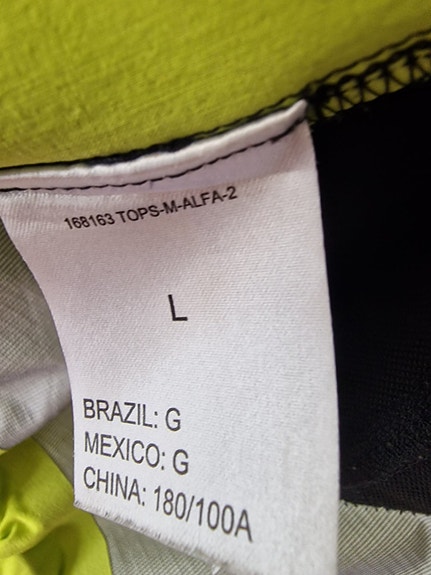 168163 TOPS-M-ALFA-2
L
BRAZIL: G
MEXICO: G
CHINA: 180/100A